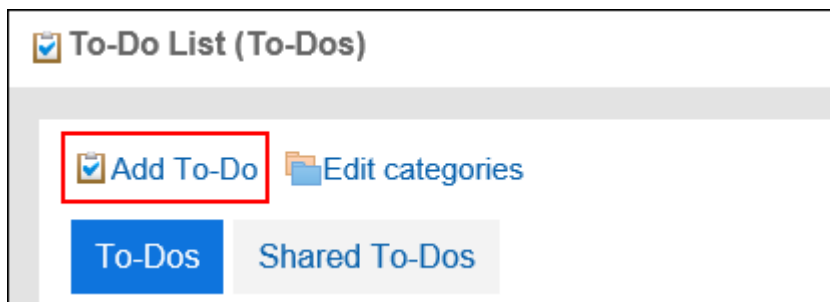 To-Do List (To-Dos)
Add To-Do Edit categories
To-Dos Shared To-Dos